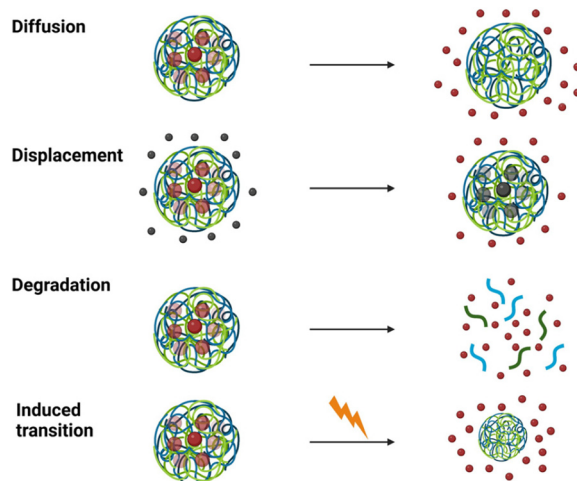 Diffusion
Displacement
Degradation
Induced
transition